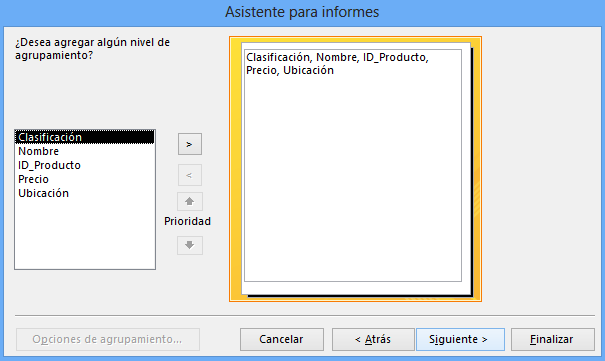 Asistente para informes
¿Desea agregar algún nivel de
agrupamiento?
Clasificación
Nombre
ID_Producto
Precio
Ubicación
>
<
Prioridad
Clasificación, Nombre, ID_Producto,
Precio, Ubicación
Opciones de agrupamiento...
Cancelar
< Atrás
Siguiente >
Finalizar